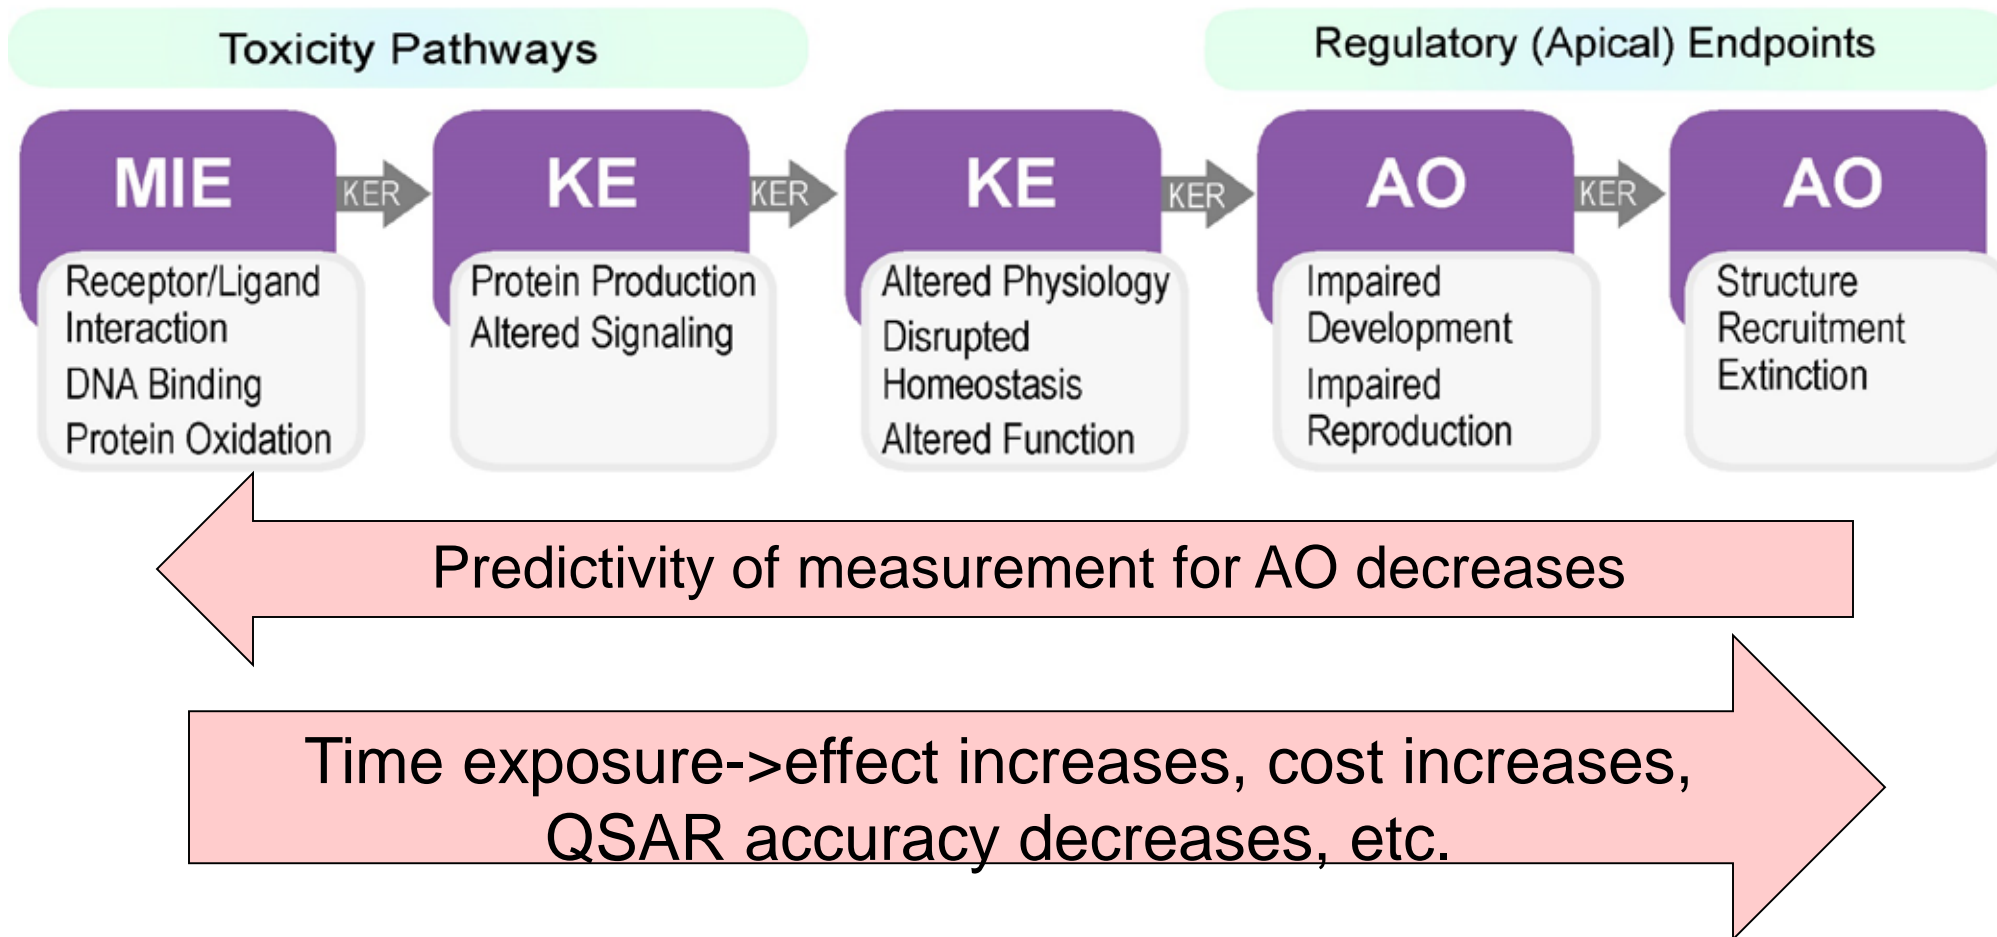 Toxicity Pathways
Regulatory (Apical) Endpoints
MIE
KER
KE
KER
KE
KER
AO
KER
AO
Receptor/Ligand
Interaction
DNA Binding
Protein Oxidation
Protein Production
Altered Signaling
Altered Physiology
Disrupted
Homeostasis
Altered Function
Impaired
Development
Impaired
Reproduction
Structure
Recruitment
Extinction
Predictivity of measurement for AO decreases
Time exposure->effect increases, cost increases,
QSAR accuracy decreases, etc.